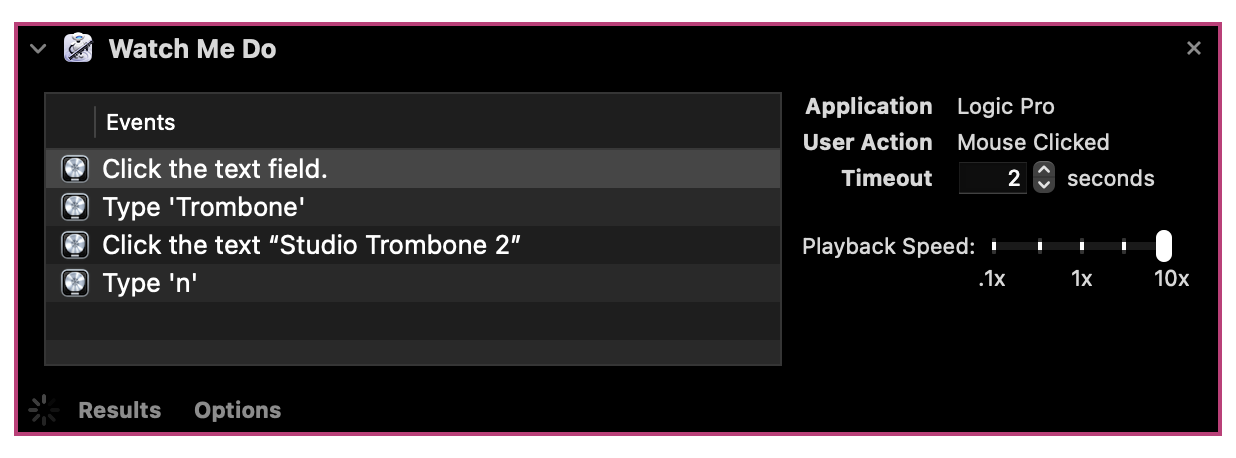 Watch Me Do
Events
Click the text field.
Type 'Trombone'
Click the text “Studio Trombone 2”
Type 'n'
Application Logic Pro
User Action Mouse Clicked
Timeout 2 seconds
Playback Speed:
.1x 1x 10x
Results Options